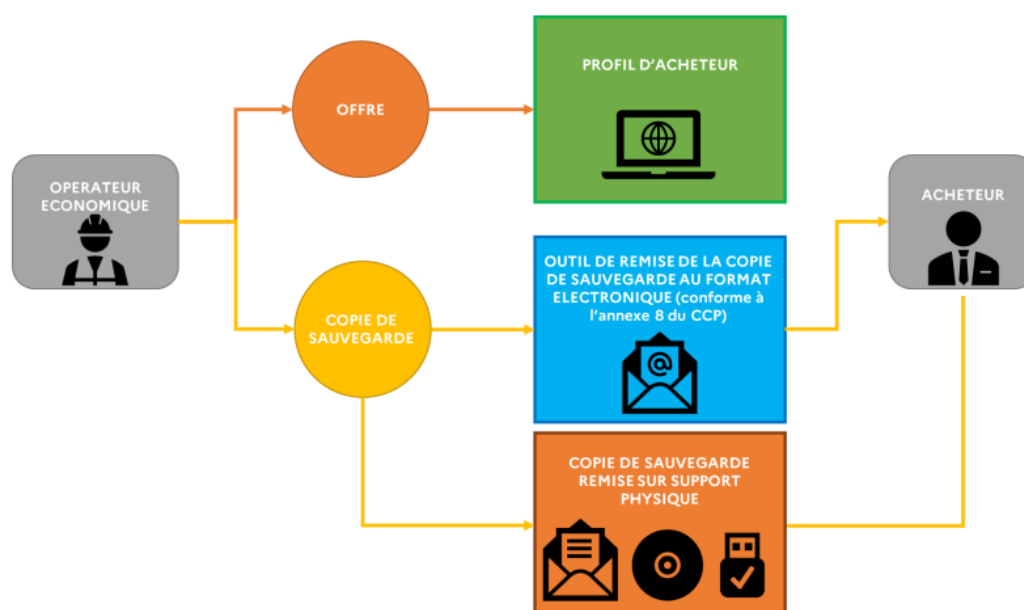 OPERATEUR
ECONOMIQUE
OFFRE
PROFIL D'ACHETEUR
COPIE DE
SAUVEGARDE
OUTIL DE REMISE DE LA COPIE
DE SAUVEGARDE AU FORMAT
ELECTRONIQUE (conforme à
l'annexe 8 du CCP)
@
COPIE DE SAUVEGARDE
REMISE SUR SUPPORT
PHYSIQUE
ACHETEUR